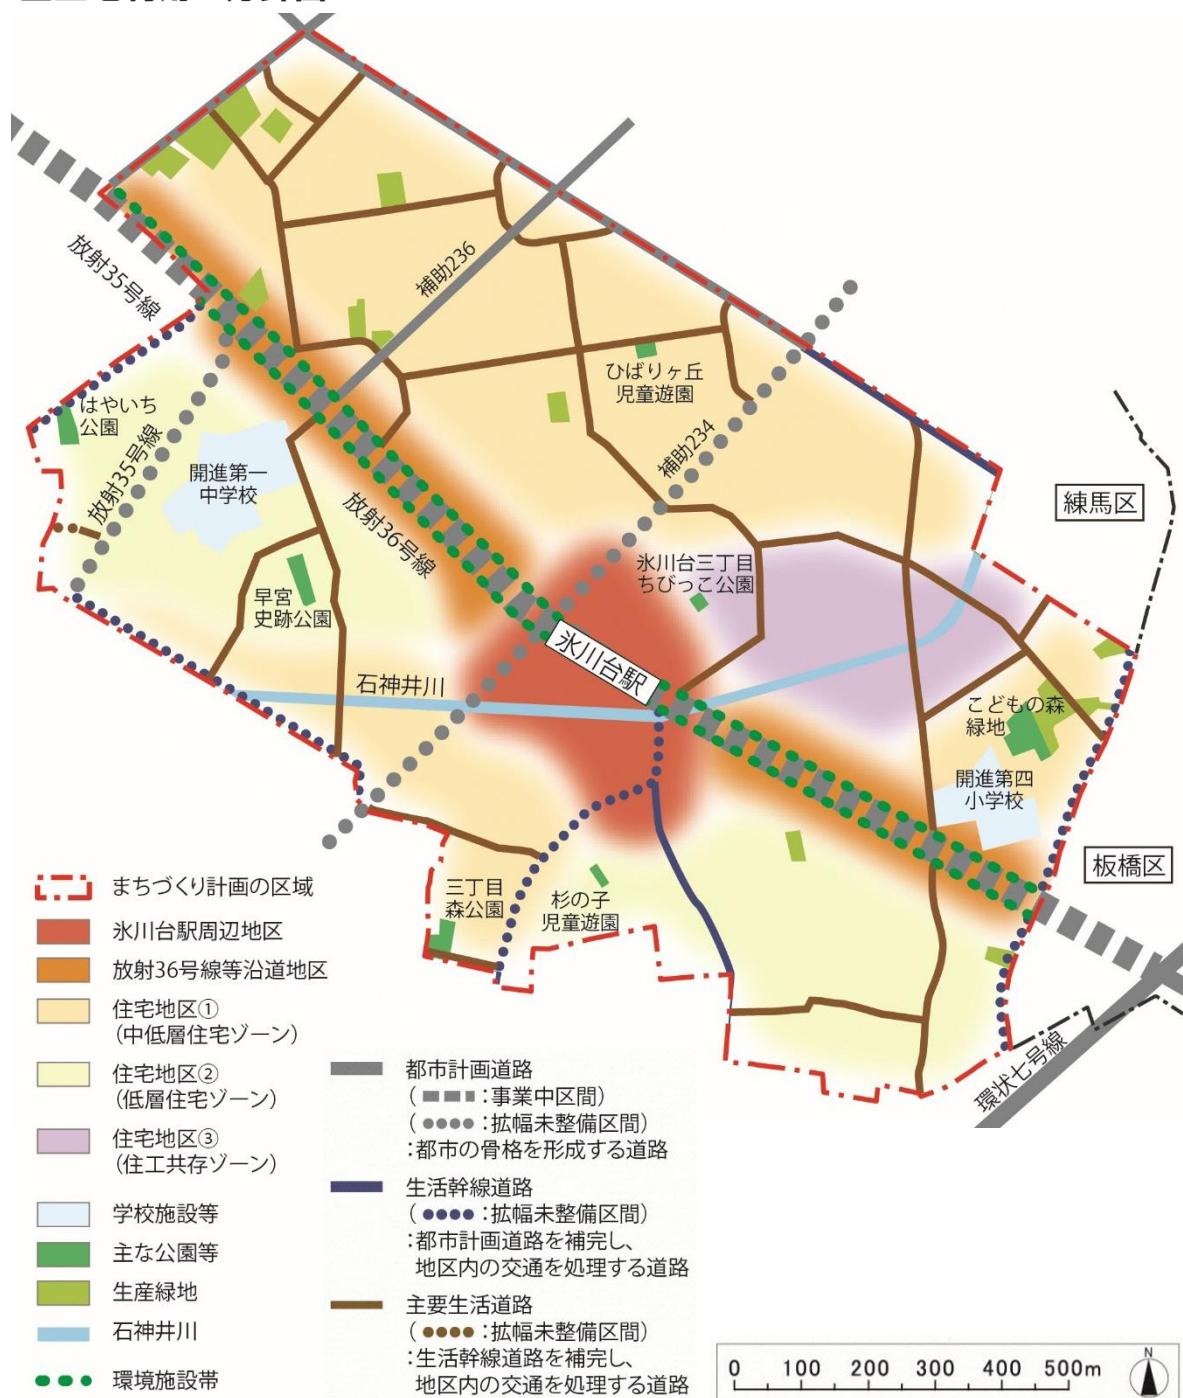 放射35号線
補助236
はやいち
公園
放射35号線
開進第一
中学校
ひばりヶ丘
児童遊園
補助234
放射36号線
練馬区
早宮
史跡公園
氷川台三丁目
ちびっこ公園
氷川台駅
石神井川
こどもの森
緑地
開進第四
小学校
板橋区
三丁目
森公園
杉の子
児童遊園
環状七号線
まちづくり計画の区域
氷川台駅周辺地区
放射36号線等沿道地区
住宅地区①
(中低層住宅ゾーン)
住宅地区②
(低層住宅ゾーン)
住宅地区③
(住工共存ゾーン)
学校施設等
主な公園等
生産緑地
石神井川
環境施設帯
都市計画道路
( :事業中区間)
( :拡幅未整備区間)
:都市の骨格を形成する道路
生活幹線道路
( :拡幅未整備区間)
:都市計画道路を補完し、
地区内の交通を処理する道路
主要生活道路
( :拡幅未整備区間)
:生活幹線道路を補完し、
地区内の交通を処理する道路
0 100 200 300 400 500m
N